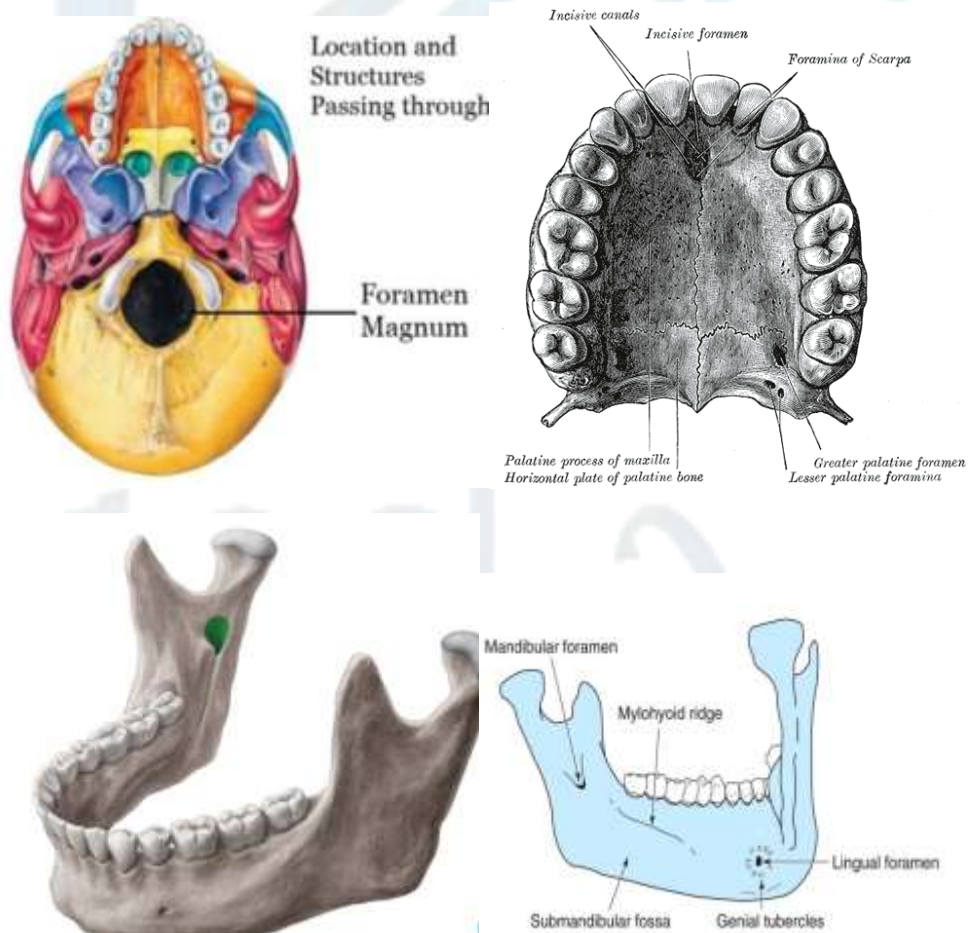 Location and
Structures
Passing through
Foramen
Magnum
Incisive canals
Incisive foramen
Foramina of Scarpa
Palatine process of maxilla
Horizontal plate of palatine bone
Greater palatine foramen
Lesser palatine foramina
Mandibular foramen
Mylohyoid ridge
Lingual foramen
Submandibular fossa
Genial tubercles